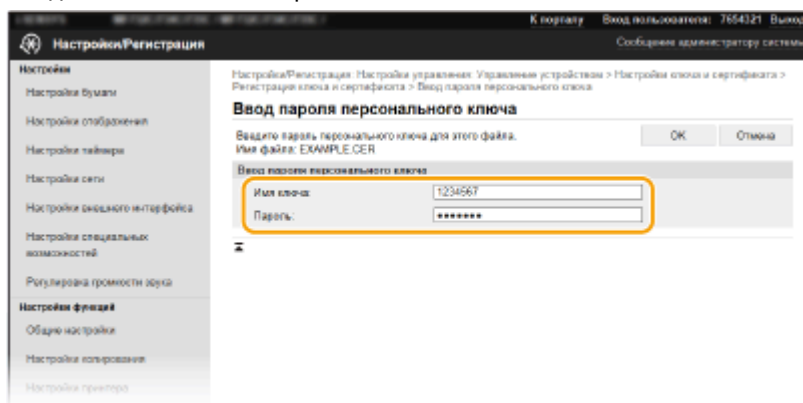 К порталу Вход пользователя: 7654321 Выход
Настройки/Регистрация
Сообщение администратору системы
Настройки
Настройки бумаги
Настройки отображения
Настройки таймера
Настройки сети
Настройки внешнего интерфейса
Настройки специальных
возможностей
Регулировка громкости звука
Настройки функций
Общие настройки
Настройки копирования
Настройки принтера
Настройки/Регистрация: Настройки управления: Управление устройством > Настройки ключа и сертификата >
Регистрация ключа и сертификата > Ввод пароля персонального ключа
Ввод пароля персонального ключа
Введите пароль персонального ключа для этого файла.
Имя файла: EXAMPLE.CER
OK Отмена
Ввод пароля персонального ключа
Имя ключа: 1234567
Пароль: •••••••